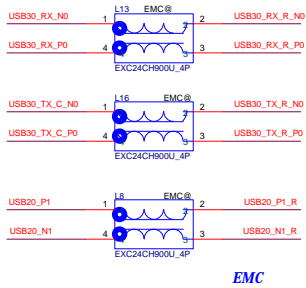 L13 EMC@
USB30_RX_N0 1 2 USB30_RX_R_N0
USB30_RX_P0 4 3 USB30_RX_R_P0
EXC24CH900U_4P
L16 EMC@
USB30_TX_C_N0 1 2 USB30_TX_R_N0
USB30_TX_C_P0 4 3 USB30_TX_R_P0
EXC24CH900U_4P
L8 EMC@
USB20_P1 1 2 USB20_P1_R
USB20_N1 4 3 USB20_N1_R
EXC24CH900U_4P
EMC